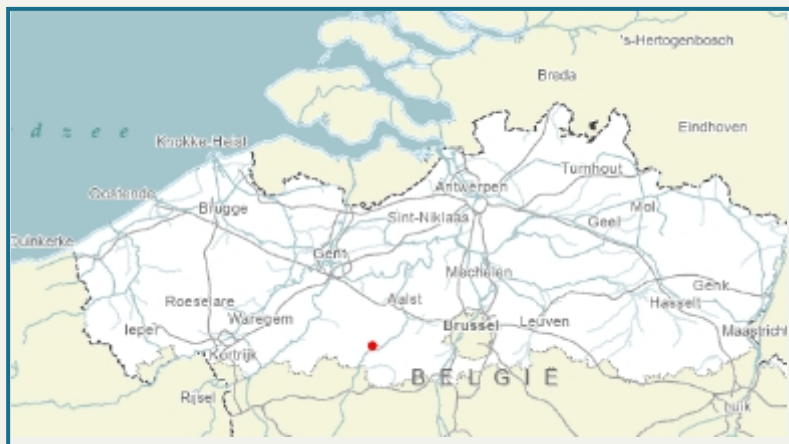 's-Hertogenbosch
Breda
d z e e
Eindhoven
Knokke-Heist
Turnhout
Antwerpen
Oostende
Mol
Brugge
Sint-Niklaas
Geel
Duinkerke
Gent
Mechelen
Genk
Roeselare
Aalst
Hasselt
Waregem
Ieper
Brussel
Leuven
Maastricht
Kortrijk
BELGIË
Rijsel
Luik